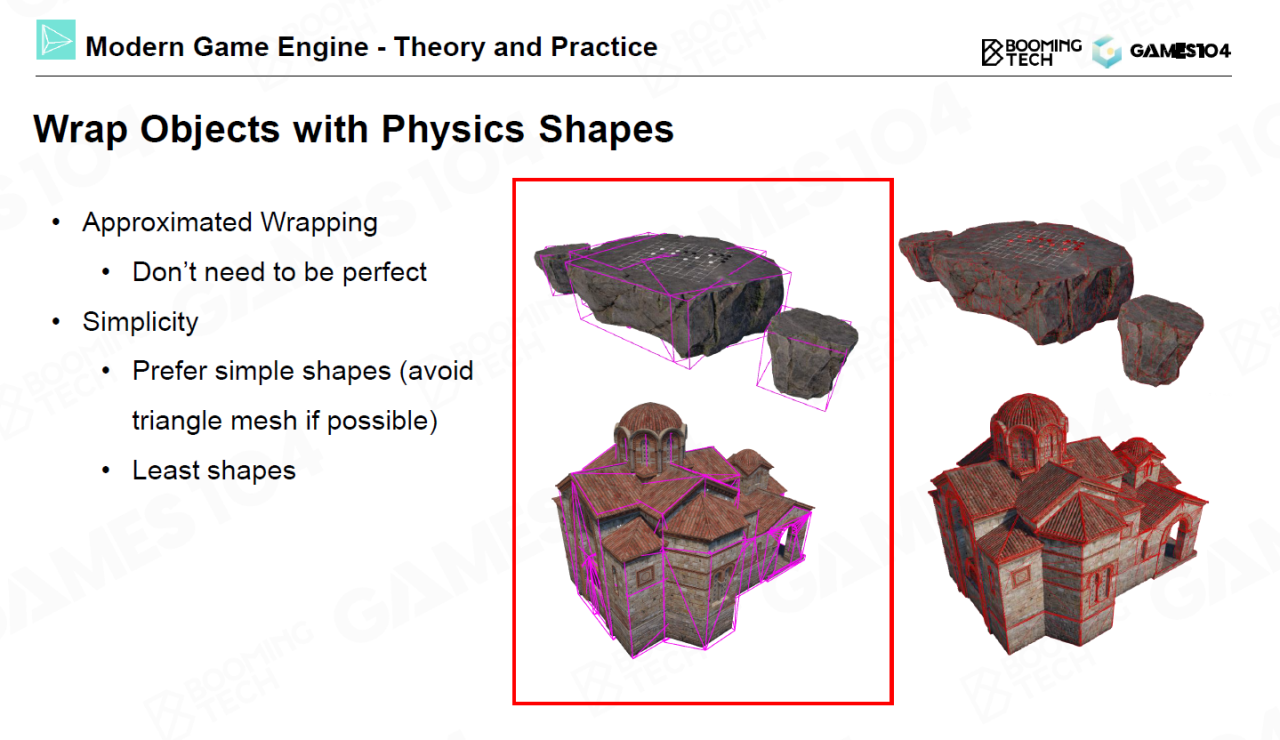 Modern Game Engine - Theory and Practice
BOOMING
TECH
GAMES104
Wrap Objects with Physics Shapes
• Approximated Wrapping
• Don’t need to be perfect
• Simplicity
• Prefer simple shapes (avoid
triangle mesh if possible)
• Least shapes